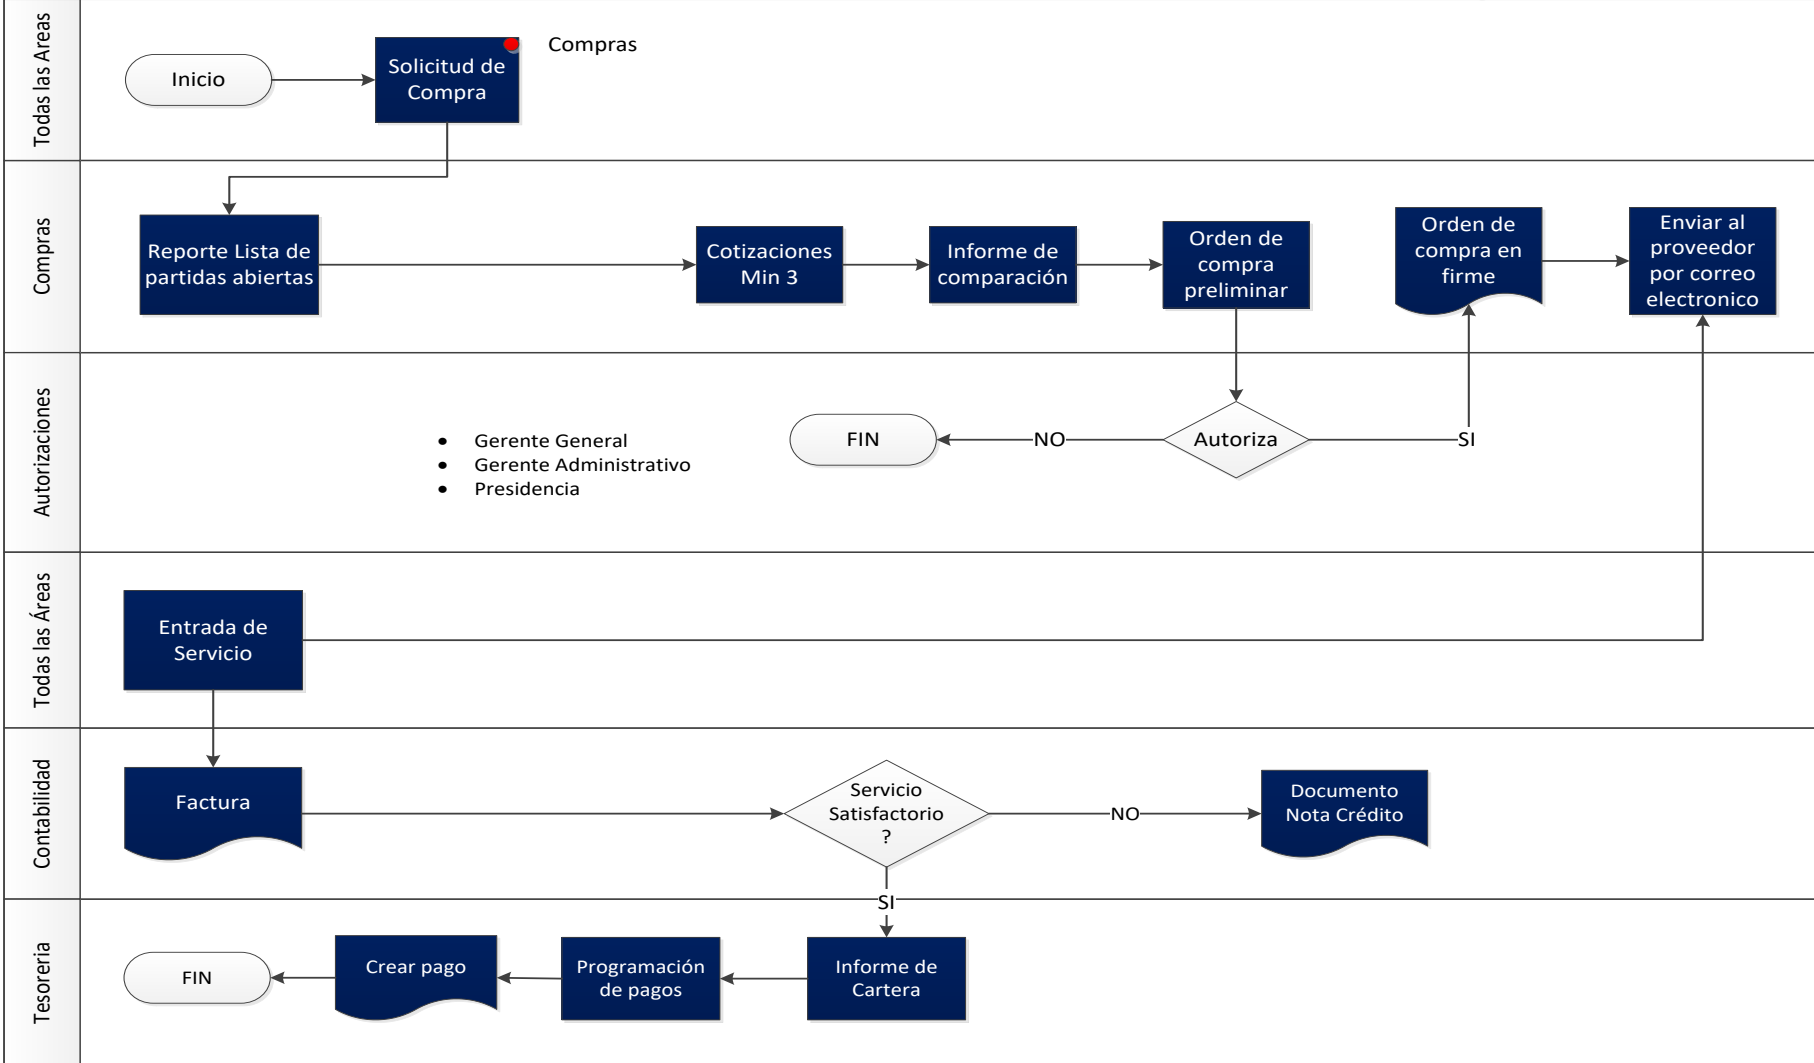 Todas las Areas
Inicio
Solicitud de
Compra
Compras
Compras
Reporte Lista de
partidas abiertas
Cotizaciones
Min 3
Informe de
comparación
Orden de
compra
preliminar
Orden de
compra en
firme
Enviar al
proveedor
por correo
electronico
Autorizaciones
• Gerente General
• Gerente Administrativo
• Presidencia
FIN
NO
Autoriza
SI
Todas las Áreas
Entrada de
Servicio
Contabilidad
Factura
Servicio
Satisfactorio
?
NO
Documento
Nota Crédito
SI
Tesoreria
FIN
Crear pago
Programación
de pagos
Informe de
Cartera